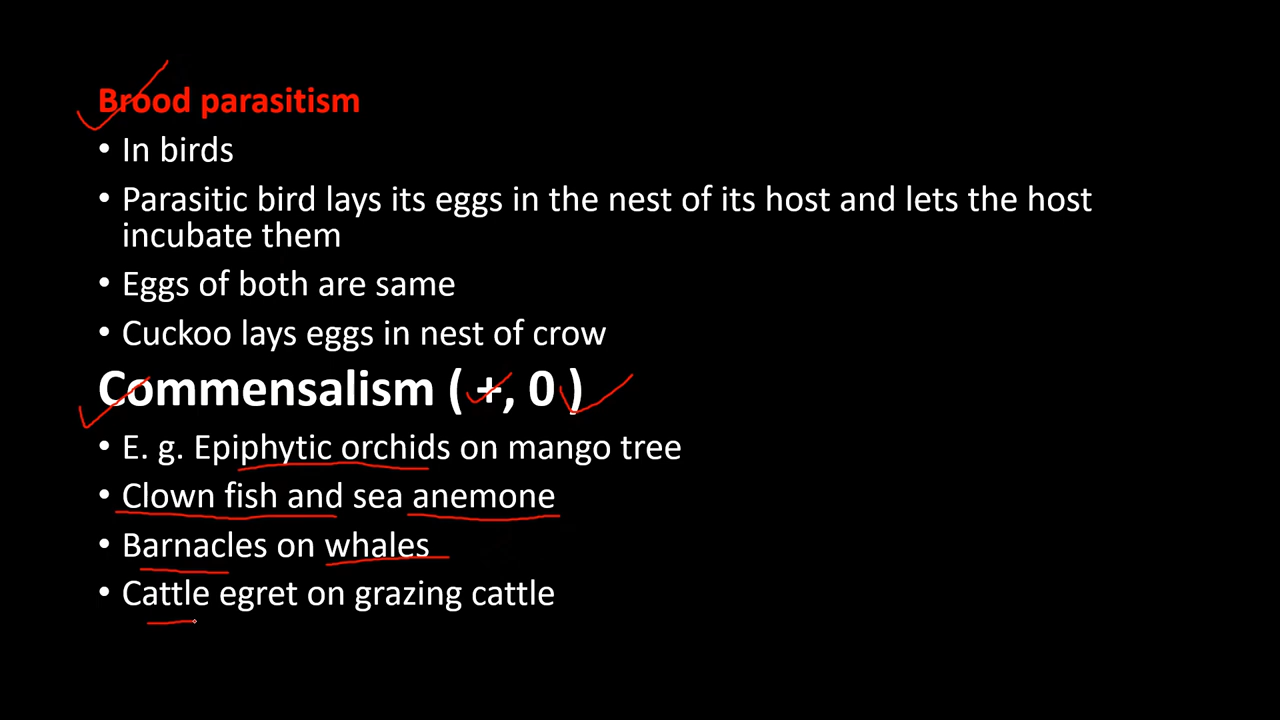 Brood parasitism
• In birds
• Parasitic bird lays its eggs in the nest of its host and lets the host
incubate them
• Eggs of both are same
• Cuckoo lays eggs in nest of crow
Commensalism ( +, 0 )
• E. g. Epiphytic orchids on mango tree
• Clown fish and sea anemone
• Barnacles on whales
• Cattle egret on grazing cattle